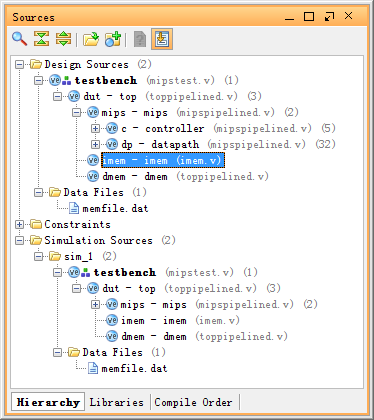 Sources
Design Sources (2)
testbench (mipstest.v) (1)
dut - top (toppipelined.v) (3)
mips - mips (mipspipelined.v) (2)
c - controller (mipspipelined.v) (5)
dp - datapath (mipspipelined.v) (32)
imem - imem (imem.v)
dmem - dmem (toppipelined.v)
Data Files (1)
memfile.dat
Constraints
Simulation Sources (2)
sim_1 (2)
testbench (mipstest.v) (1)
dut - top (toppipelined.v) (3)
mips - mips (mipspipelined.v) (2)
imem - imem (imem.v)
dmem - dmem (toppipelined.v)
Data Files (1)
memfile.dat
Hierarchy Libraries Compile Order